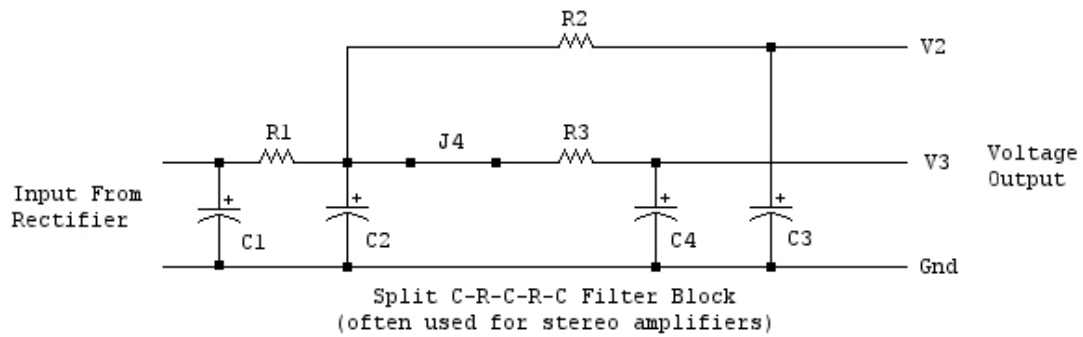 R2
V2
R1
J4
R3
V3
Voltage
Output
Input From
Rectifier
+
C1
+
C2
+
C4
+
C3
Gnd
Split C-R-C-R-C Filter Block
(often used for stereo amplifiers)